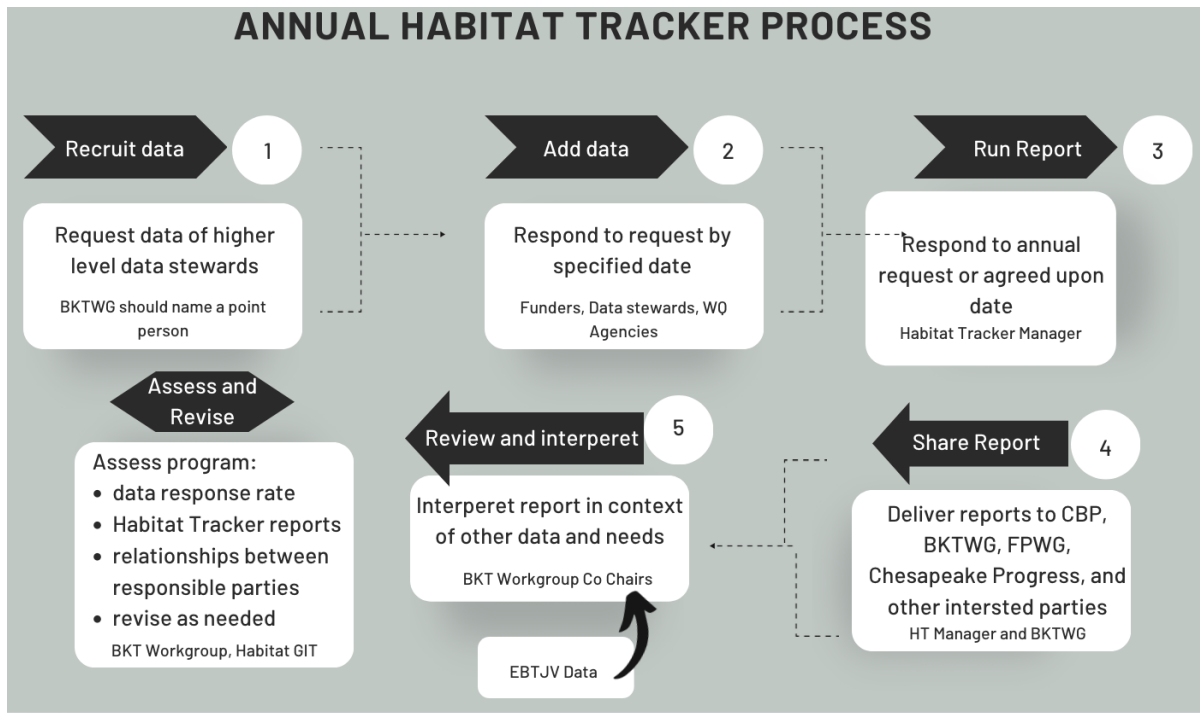 ANNUAL HABITAT TRACKER PROCESS
Recruit data
1
Request data of higher
level data stewards
BKTWG should name a point
person
Add data
2
Respond to request by
specified date
Funders, Data stewards, WQ
Agencies
Run Report
3
Respond to annual
request or agreed upon
date
Habitat Tracker Manager
Share Report
4
Deliver reports to CBP,
BKTWG, FPWG,
Chesapeake Progress, and
other intersted parties
HT Manager and BKTWG
Review and interperet
5
Interperet report in context
of other data and needs
BKT Workgroup Co Chairs
EBTJV Data
Assess and
Revise
Assess program:
• data response rate
• Habitat Tracker reports
• relationships between
responsible parties
• revise as needed
BKT Workgroup, Habitat GIT